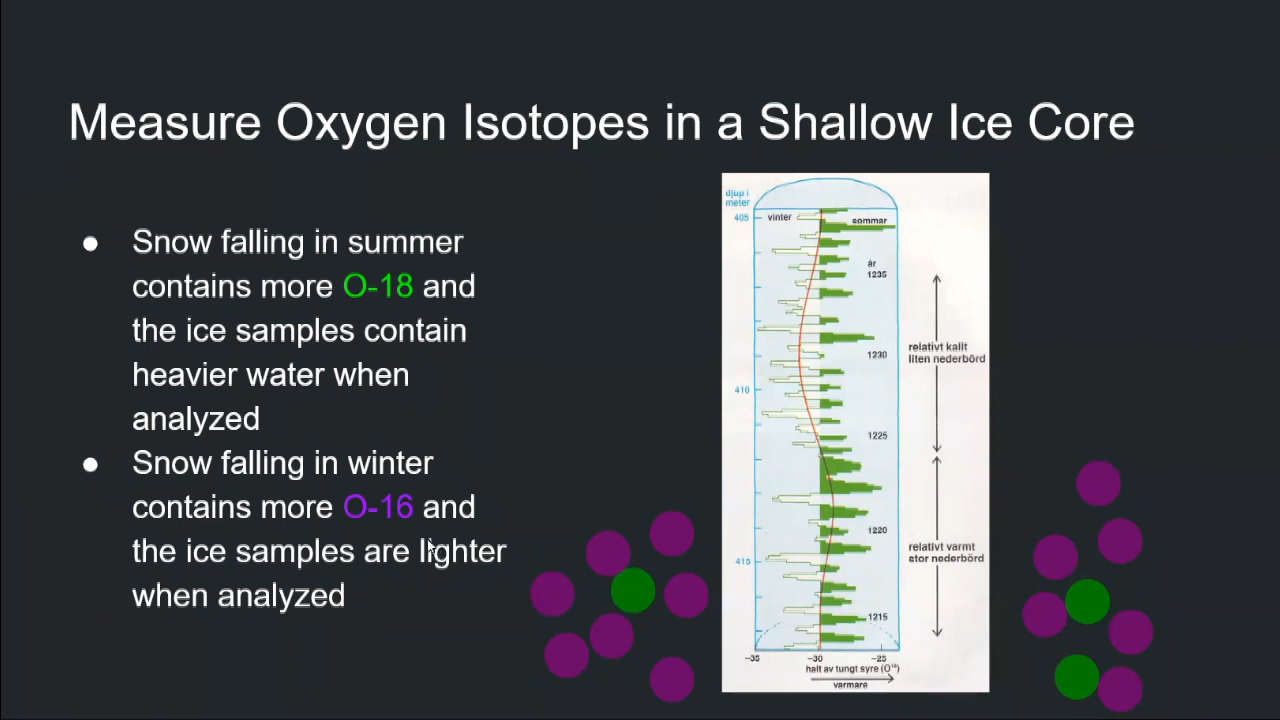 Measure Oxygen Isotopes in a Shallow Ice Core
● Snow falling in summer
contains more O-18 and
the ice samples contain
heavier water when
analyzed
● Snow falling in winter
contains more O-16 and
the ice samples are lighter
when analyzed
djup i
meter
405
vinter
sommar
år
1235
relativt kallt
liten nederbörd
1230
410
1225
1220
relativt varmt
stor nederbörd
415
1215
–35 –30 –25
halt av tungt syre (O¹⁸)
varmare